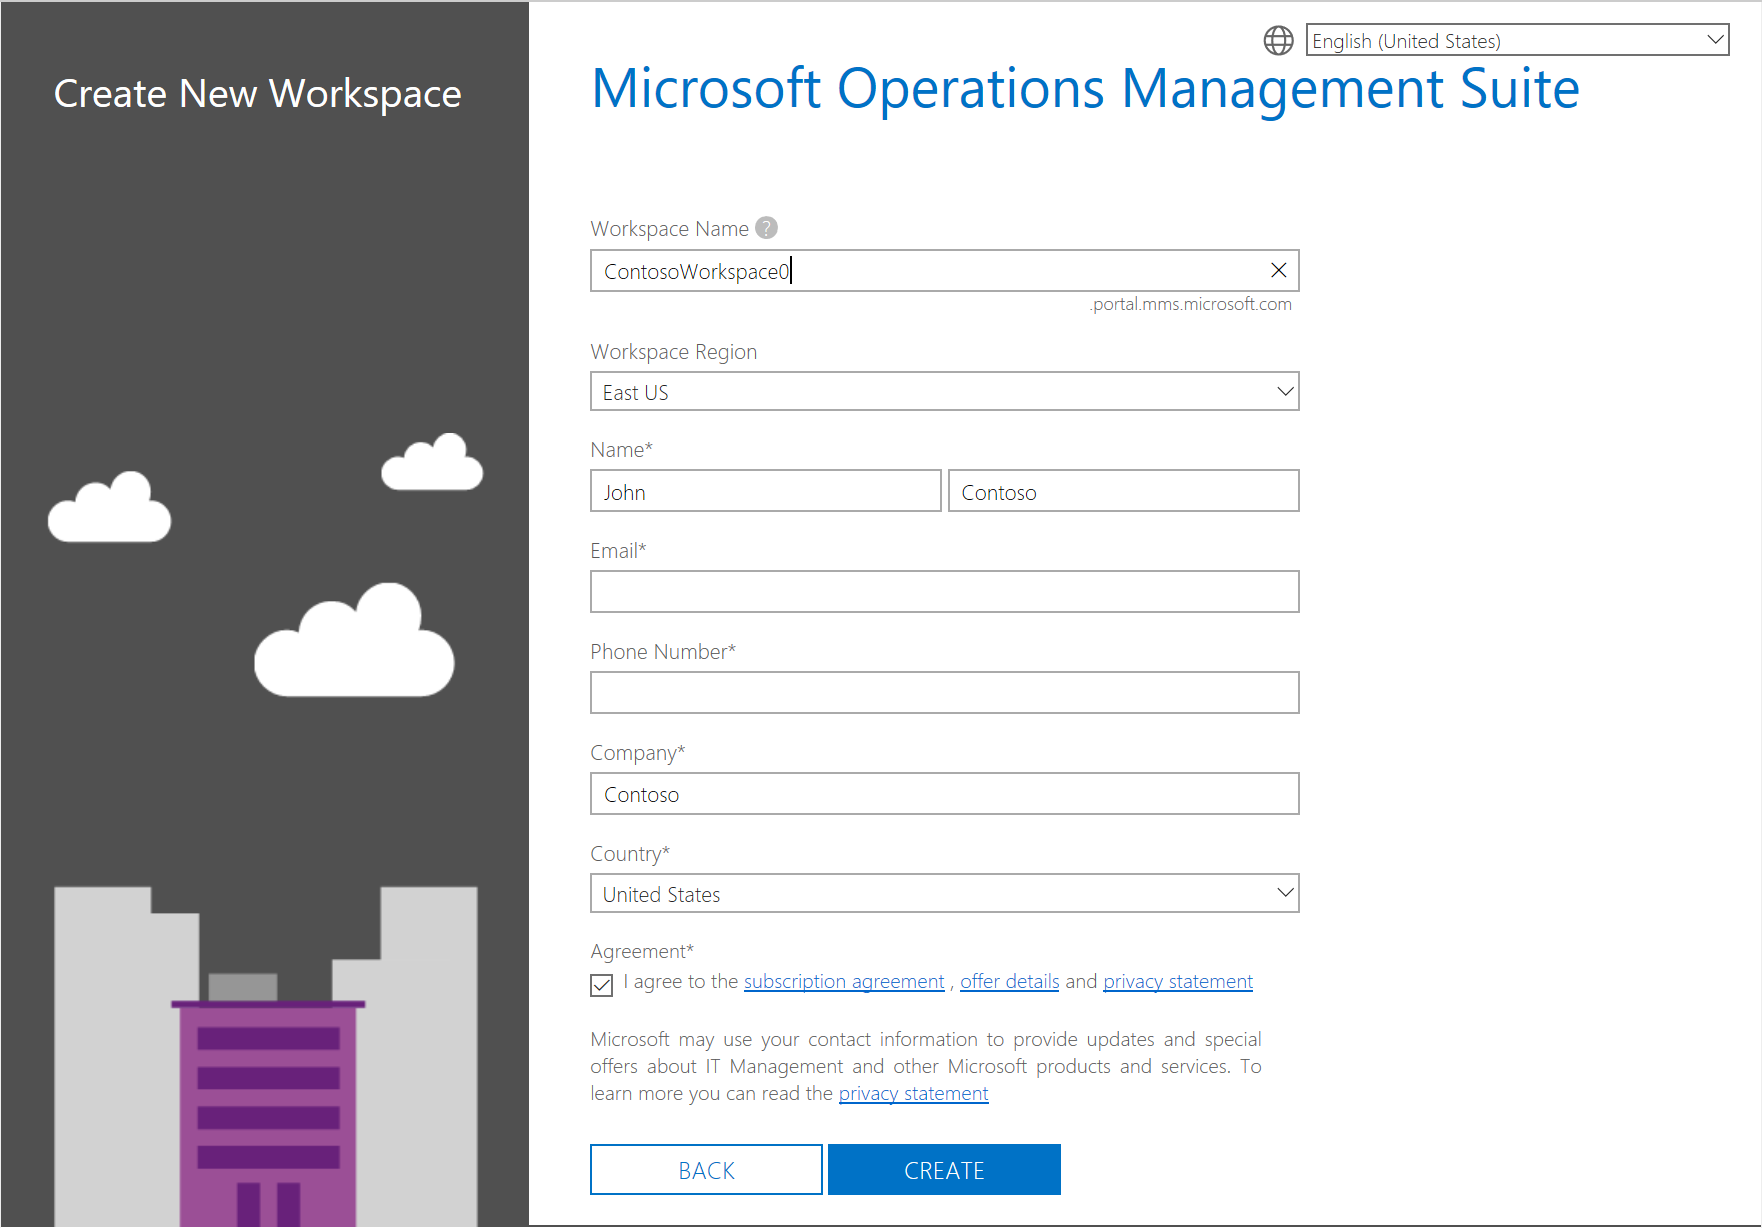 Create New Workspace
English (United States)
Microsoft Operations Management Suite
Workspace Name ?
ContosoWorkspace0
.portal.mms.microsoft.com
Workspace Region
East US
Name*
John Contoso
Email*
Phone Number*
Company*
Contoso
Country*
United States
Agreement*
I agree to the subscription agreement , offer details and privacy statement
Microsoft may use your contact information to provide updates and special
offers about IT Management and other Microsoft products and services. To
learn more you can read the privacy statement
BACK CREATE